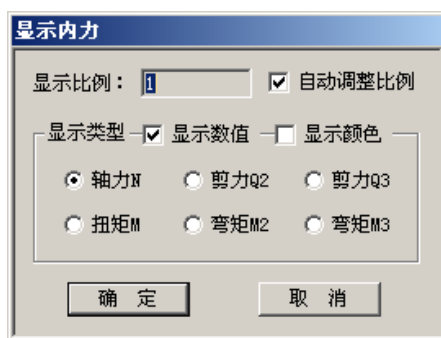 显示内力
显示比例： 1 自动调整比例
显示类型 显示数值 显示颜色
轴力N 剪力Q2 剪力Q3
扭矩M 弯矩M2 弯矩M3
确 定 取 消